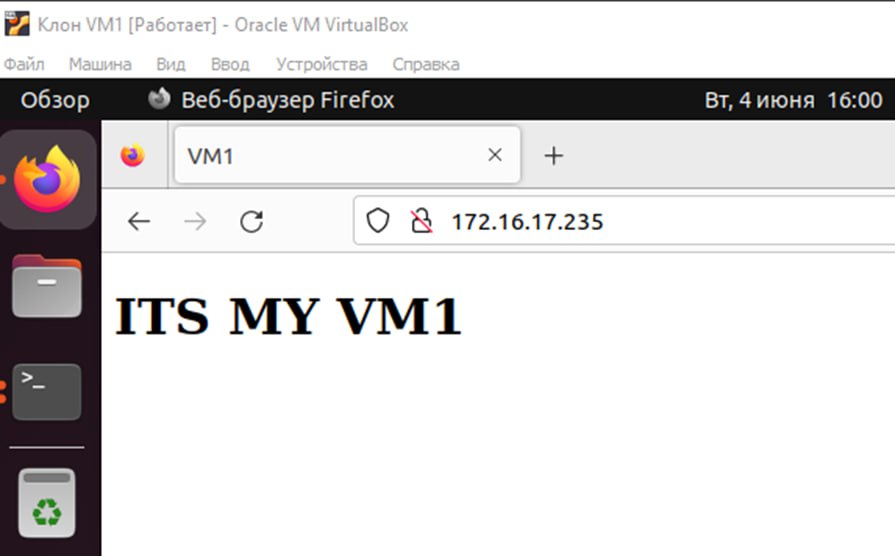 Клон VM1 [Работает] - Oracle VM VirtualBox
Файл Машина Вид Ввод Устройства Справка
Обзор Веб-браузер Firefox Вт, 4 июня 16:00
VM1
172.16.17.235
ITS MY VM1
>_